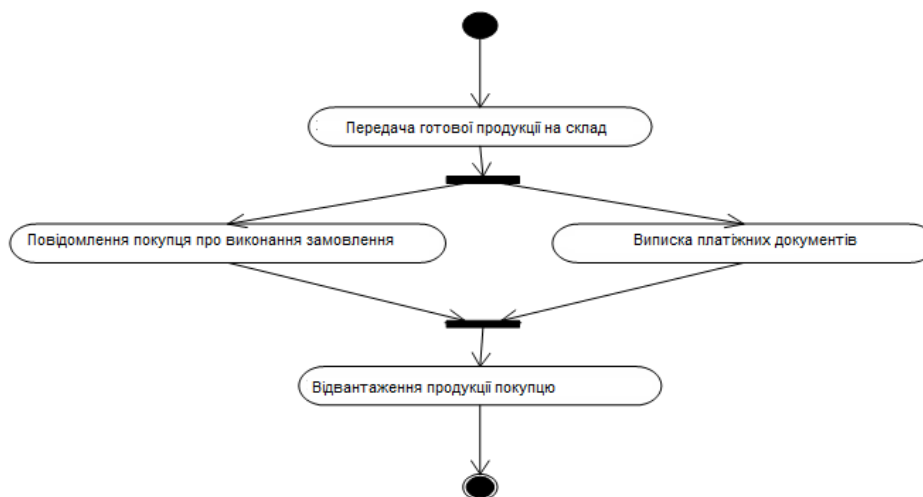 Передача готової продукції на склад
Повідомлення покупця про виконання замовлення
Виписка платіжних документів
Відвантаження продукції покупцю